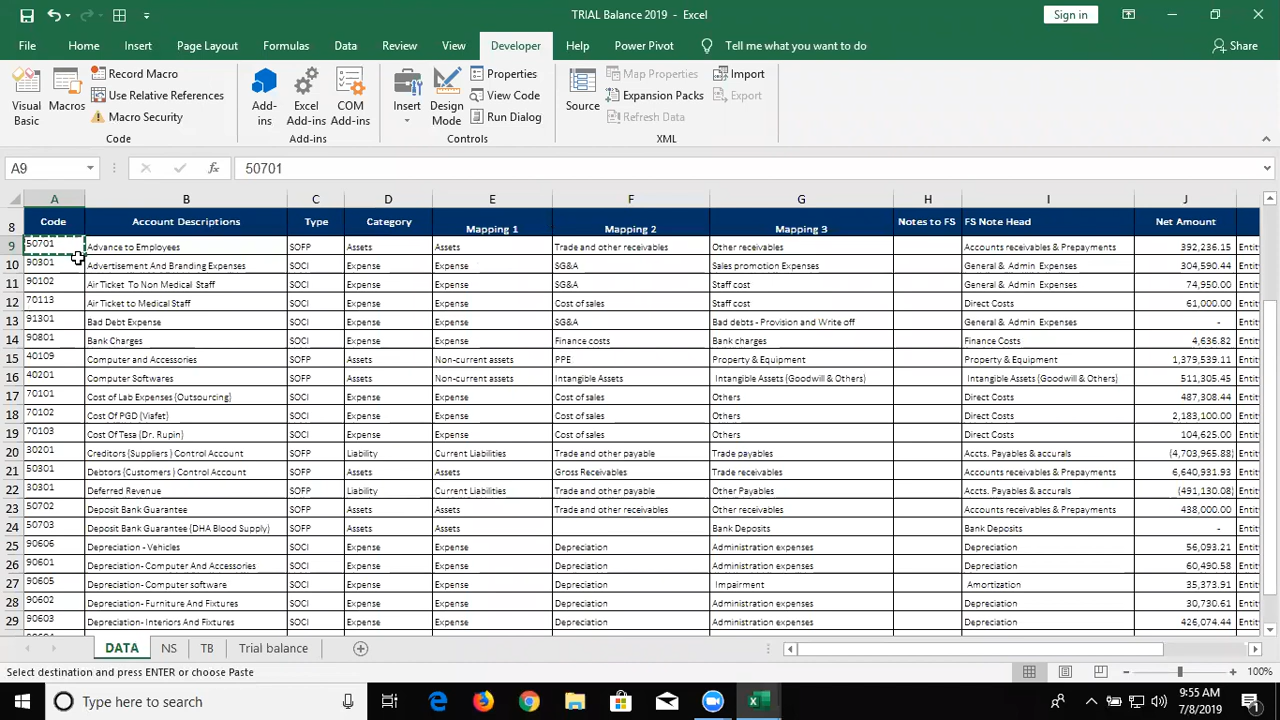 TRIAL Balance 2019 - Excel
Sign in
File Home Insert Page Layout Formulas Data Review View Developer Help Power Pivot Tell me what you want to do Share
Visual Basic
Macros
Record Macro
Use Relative References
Macro Security
Code
Add-ins
Excel Add-ins
COM Add-ins
Add-ins
Insert
Design Mode
Properties
View Code
Run Dialog
Controls
Source
Map Properties
Expansion Packs
Refresh Data
Import
Export
XML
A9 fx 50701
A B C D E F G H I J
8 Code Account Descriptions Type Category Mapping 1 Mapping 2 Mapping 3 Notes to FS FS Note Head Net Amount
9 50701 Advance to Employees SOFP Assets Assets Trade and other receivables Other receivables Accounts receivables & Prepayments 392,236.15 Entit
10 90301 Advertisement And Branding Expenses SOCI Expense Expense SG&A Sales promotion Expenses General & Admin Expenses 304,590.44 Entit
11 90102 Air Ticket To Non Medical Staff SOCI Expense Expense SG&A Staff cost General & Admin Expenses 74,950.00 Entit
12 70113 Air Ticket to Medical Staff SOCI Expense Expense Cost of sales Staff cost Direct Costs 61,000.00 Entit
13 91301 Bad Debt Expense SOCI Expense Expense SG&A Bad debts - Provision and Write off General & Admin Expenses - Entit
14 90801 Bank Charges SOCI Expense Expense Finance costs Bank charges Finance Costs 4,636.82 Entit
15 40109 Computer and Accessories SOFP Assets Non-current assets PPE Property & Equipment Property & Equipment 1,379,539.11 Entit
16 40201 Computer Softwares SOFP Assets Non-current assets Intangible Assets Intangible Assets (Goodwill & Others) Intangible Assets (Goodwill & Others) 511,305.45 Entit
17 70101 Cost of Lab Expenses (Outsourcing) SOCI Expense Expense Cost of sales Others Direct Costs 487,308.44 Entit
18 70102 Cost Of PGD (Viafet) SOCI Expense Expense Cost of sales Others Direct Costs 2,183,100.00 Entit
19 70103 Cost Of Tesa (Dr. Rupin) SOCI Expense Expense Cost of sales Others Direct Costs 104,625.00 Entit
20 30201 Creditors (Suppliers ) Control Account SOFP Liability Current Liabilities Trade and other payable Trade payables Accts. Payables & accurals (4,703,965.88) Entit
21 50301 Debtors (Customers ) Control Account SOFP Assets Assets Gross Receivables Trade receivables Accounts receivables & Prepayments 6,640,931.93 Entit
22 30301 Deferred Revenue SOFP Liability Current Liabilities Trade and other payable Other Payables Accts. Payables & accurals (491,130.08) Entit
23 50702 Deposit Bank Guarantee SOFP Assets Assets Trade and other receivables Other receivables Accounts receivables & Prepayments 438,000.00 Entit
24 50703 Deposit Bank Guarantee (DHA Blood Supply) SOFP Assets Assets Bank Deposits Bank Deposits - Entit
25 90606 Depreciation - Vehicles SOCI Expense Expense Depreciation Administration expenses Depreciation 56,093.21 Entit
26 90601 Depreciation- Computer And Accessories SOCI Expense Expense Depreciation Administration expenses Depreciation 60,490.58 Entit
27 90605 Depreciation- Computer software SOCI Expense Expense Depreciation Impairment Amortization 35,373.91 Entit
28 90602 Depreciation- Furniture And Fixtures SOCI Expense Expense Depreciation Administration expenses Depreciation 30,730.61 Entit
29 90603 Depreciation- Interiors And Fixtures SOCI Expense Expense Depreciation Administration expenses Depreciation 426,074.44 Entit
DATA NS TB Trial balance
Select destination and press ENTER or choose Paste 100%
Type here to search
9:55 AM
7/8/2019
1